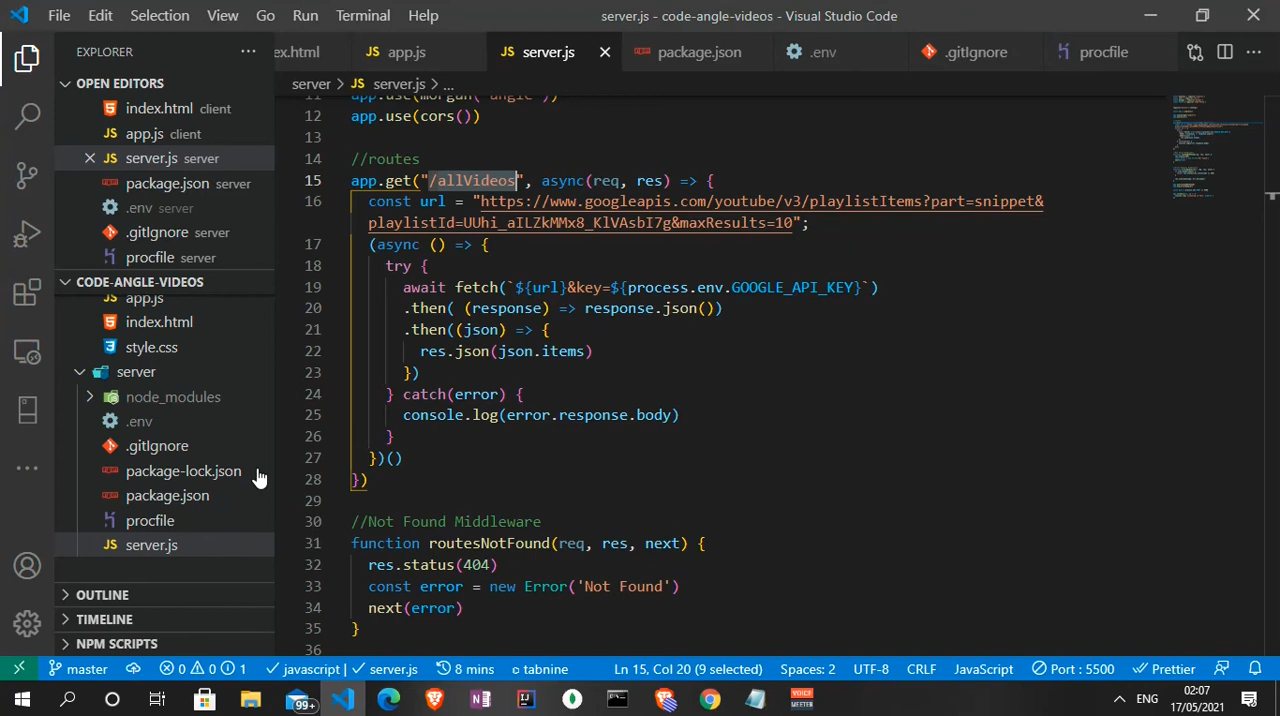 File Edit Selection View Go Run Terminal Help server.js - code-angle-videos - Visual Studio Code
EXPLORER ...
ex.html app.js server.js package.json .env .gitIgnore procfile
server > server.js > ...
OPEN EDITORS
index.html client
app.js client
server.js server
package.json server
.env server
.gitIgnore server
procfile server
CODE-ANGLE-VIDEOS
app.js
index.html
style.css
server
node_modules
.env
.gitIgnore
package-lock.json
package.json
procfile
server.js
OUTLINE
TIMELINE
NPM SCRIPTS
12 app.use(cors())
13
14 //routes
15 app.get("/allVideos", async(req, res) => {
16 const url = "https://www.googleapis.com/youtube/v3/playlistItems?part=snippet&
playlistId=UUhi_aILZkMMx8_KlVAsbI7g&maxResults=10";
17 (async () => {
18 try {
19 await fetch(`${url}&key=${process.env.GOOGLE_API_KEY}`)
20 .then( (response) => response.json())
21 .then((json) => {
22 res.json(json.items)
23 })
24 } catch(error) {
25 console.log(error.response.body)
26 }
27 })()
28 })
29
30 //Not Found Middleware
31 function routesNotFound(req, res, next) {
32 res.status(404)
33 const error = new Error('Not Found')
34 next(error)
35 }
36
master 0 0 1 javascript | server.js 8 mins tabnine Ln 15, Col 20 (9 selected) Spaces: 2 UTF-8 CRLF JavaScript Port : 5500 Prettier
99+ VOICE MEETER ENG 02:07
17/05/2021